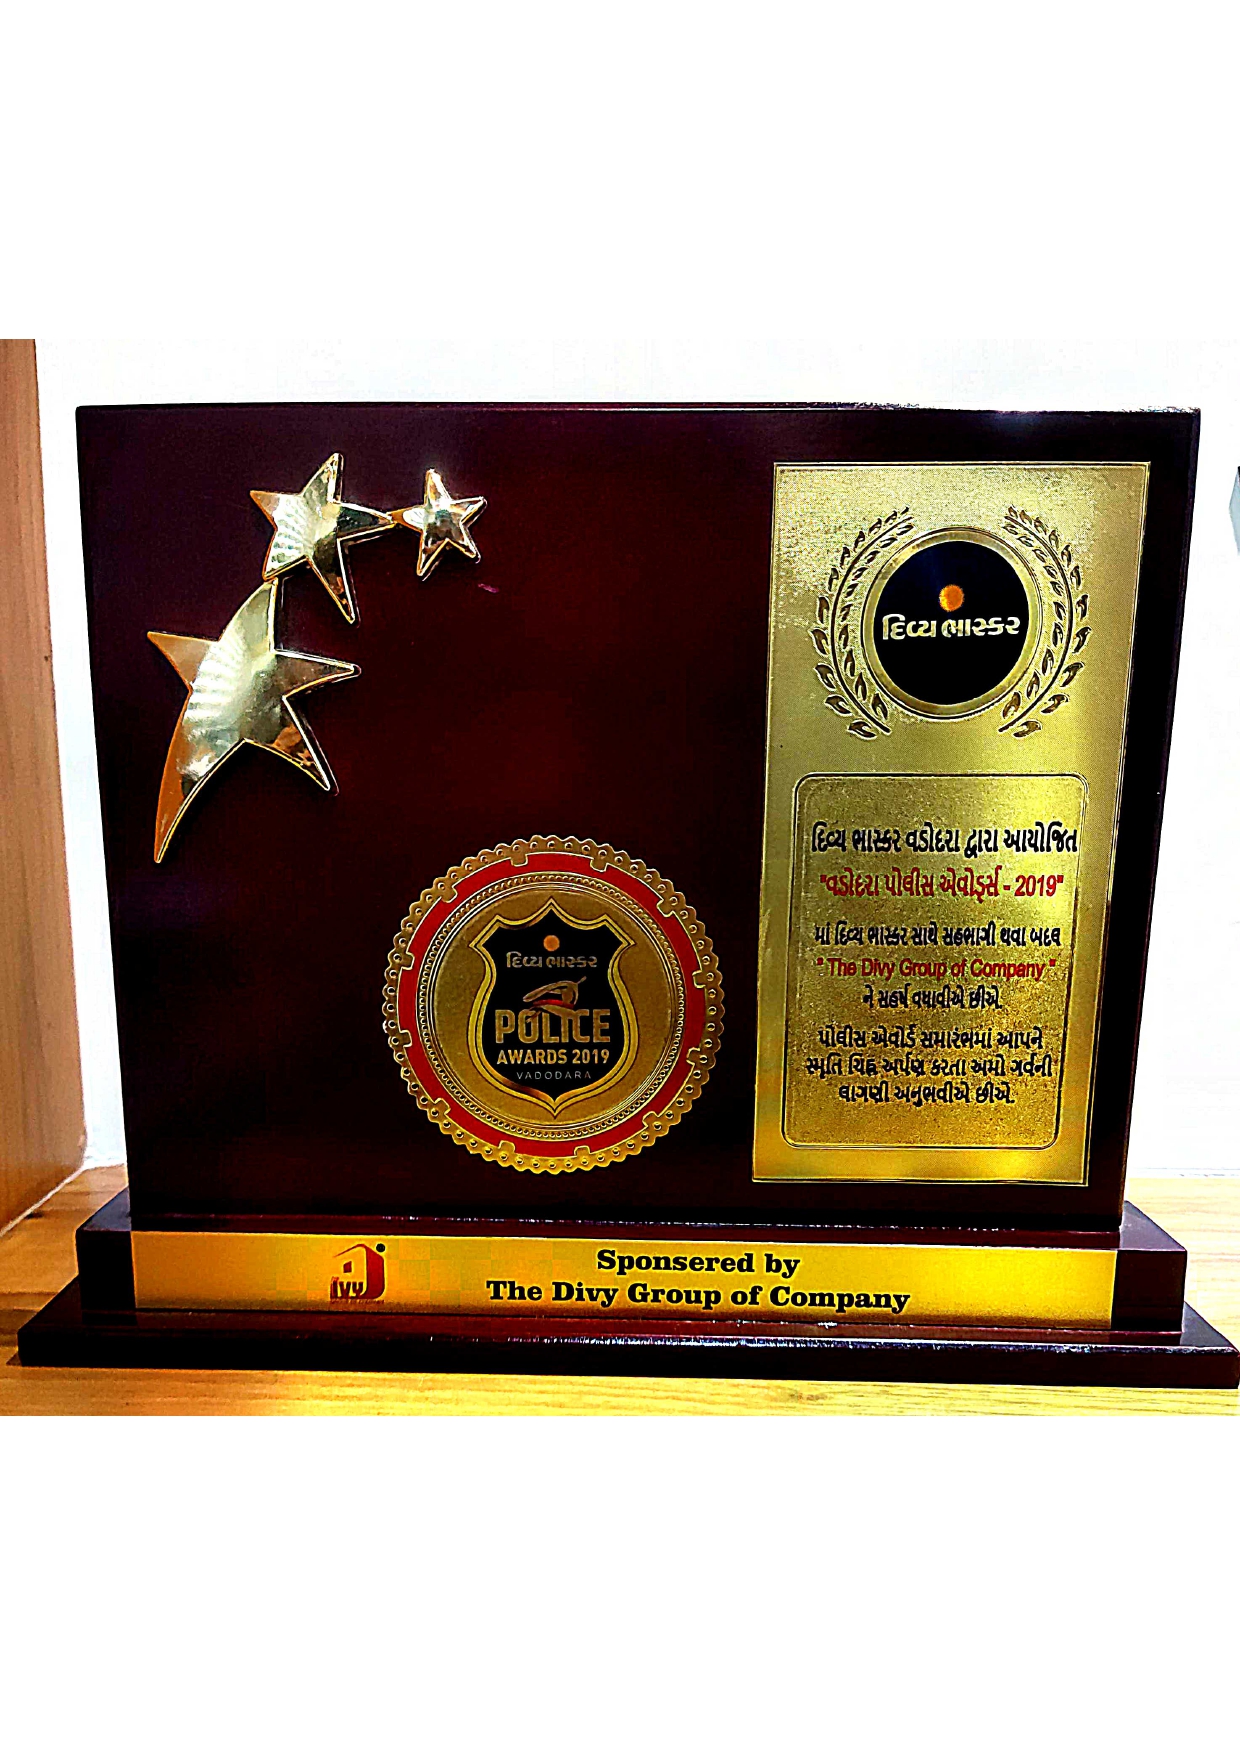 દિવ્ય ભાસ્કર
દિવ્ય ભાસ્કર વડોદરા દ્વારા આયોજિત
"વડોદરા પોલીસ એવોર્ડ્સ - 2019"
માં દિવ્ય ભાસ્કર સાથે સહભાગી થવા બદલ
" The Divy Group of Company "
ને સહર્ષ વધાવીએ છીએ.
પોલીસ એવોર્ડ સમારંભમાં આપને
સ્મૃતિ ચિહ્ન અર્પણ કરતા અમો ગર્વની
લાગણી અનુભવીએ છીએ.
દિવ્ય ભાસ્કર
POLICE
AWARDS 2019
VADODARA
ivy
Sponsered by
The Divy Group of Company